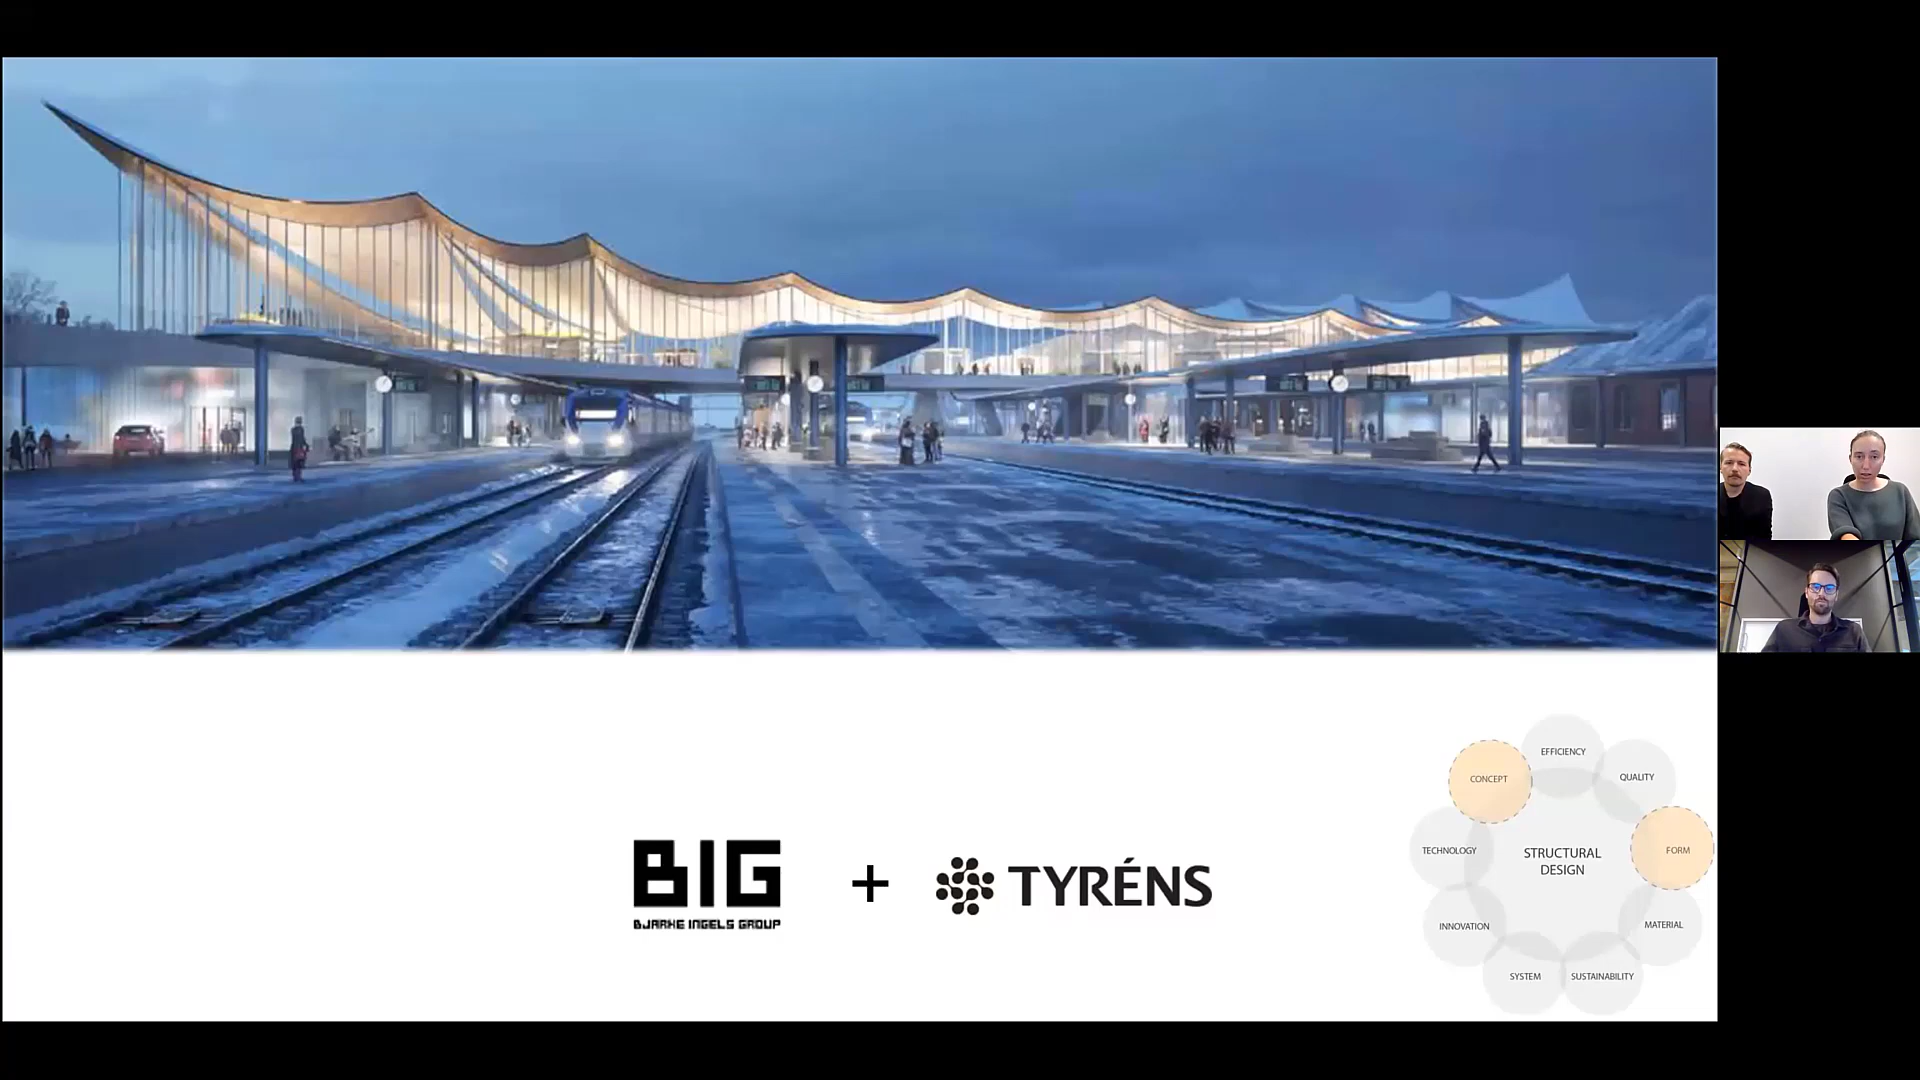 BIG
BJARKE INGELS GROUP
+
TYRÉNS
EFFICIENCY
CONCEPT
QUALITY
TECHNOLOGY
STRUCTURAL
DESIGN
FORM
INNOVATION
MATERIAL
SYSTEM
SUSTAINABILITY